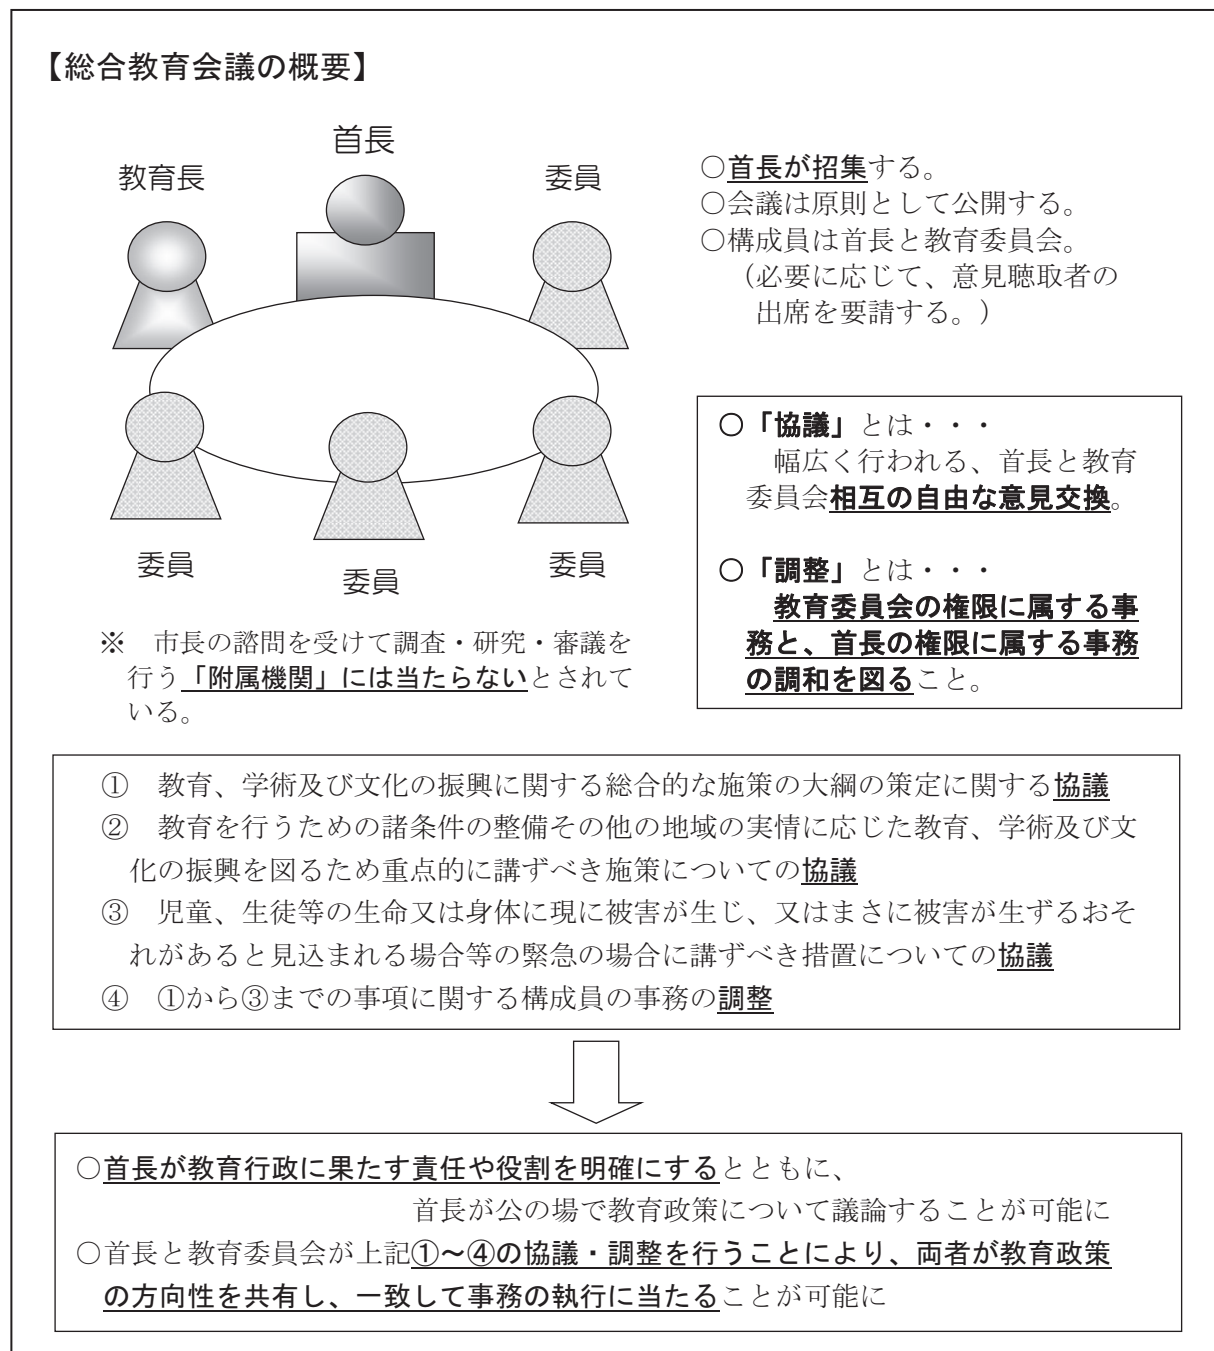 【総合教育会議の概要】
首長
教育長
委員
委員
委員
委員
※　市長の諮問を受けて調査・研究・審議を
行う「附属機関」には当たらないとされて
いる。
○首長が招集する。
○会議は原則として公開する。
○構成員は首長と教育委員会。
（必要に応じて、意見聴取者の
出席を要請する。）
○「協議」とは・・・
幅広く行われる、首長と教育
委員会相互の自由な意見交換。
○「調整」とは・・・
教育委員会の権限に属する事
務と、首長の権限に属する事務
の調和を図ること。
①　教育、学術及び文化の振興に関する総合的な施策の大綱の策定に関する協議
②　教育を行うための諸条件の整備その他の地域の実情に応じた教育、学術及び文
化の振興を図るため重点的に講ずべき施策についての協議
③　児童、生徒等の生命又は身体に現に被害が生じ、又はまさに被害が生ずるおそ
れがあると見込まれる場合等の緊急の場合に講ずべき措置についての協議
④　①から③までの事項に関する構成員の事務の調整
○首長が教育行政に果たす責任や役割を明確にするとともに、
首長が公の場で教育政策について議論することが可能に
○首長と教育委員会が上記①～④の協議・調整を行うことにより、両者が教育政策
の方向性を共有し、一致して事務の執行に当たることが可能に